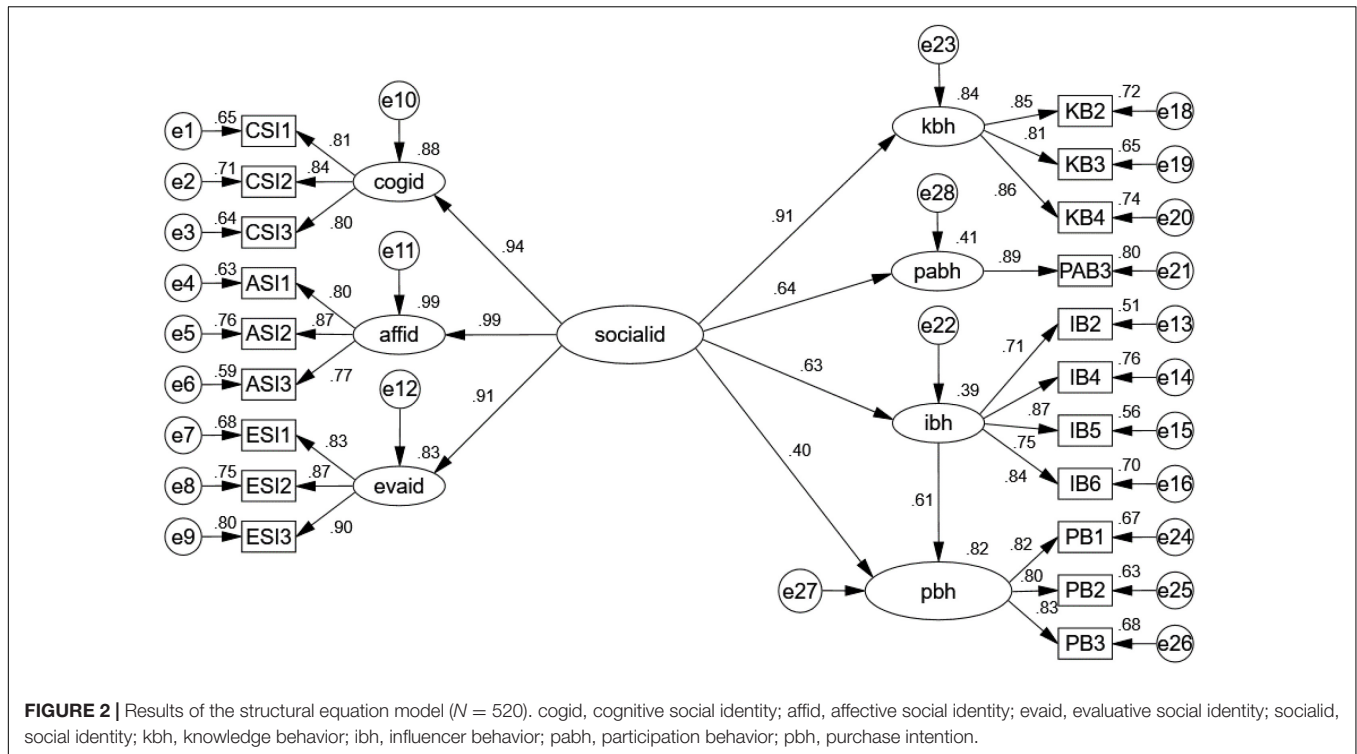 e23
e10
.84
.72
.65
.85
KB2
e18
e1
CSI1
.81
.88
kbh
.81
.65
.71
KB3
e19
e2
CSI2
.84
cogid
.86
.74
.64
e28
KB4
e20
e3
CSI3
.80
.91
e11
.94
.41
.89
.80
.63
pabh
PAB3
e21
e4
ASI1
.80
.99
.64
.51
.76
.87
.99
e22
IB2
e13
e5
ASI2
affid
socialid
.71
.76
.59
.77
.63
IB4
e14
e6
ASI3
e12
.39
.91
.87
.56
.68
.40
ibh
IB5
e15
e7
ESI1
.83
.83
.75
.70
.75
.87
.84
IB6
e16
e8
ESI2
evaid
.61
.80
.90
.67
e9
ESI3
.82
.82
PB1
e24
.63
e27
pbh
.80
PB2
e25
.83
.68
PB3
e26
FIGURE 2 | Results of the structural equation model (N = 520). cogid, cognitive social identity; affid, affective social identity; evaid, evaluative social identity; socialid,
social identity; kbh, knowledge behavior; ibh, influencer behavior; pabh, participation behavior; pbh, purchase intention.